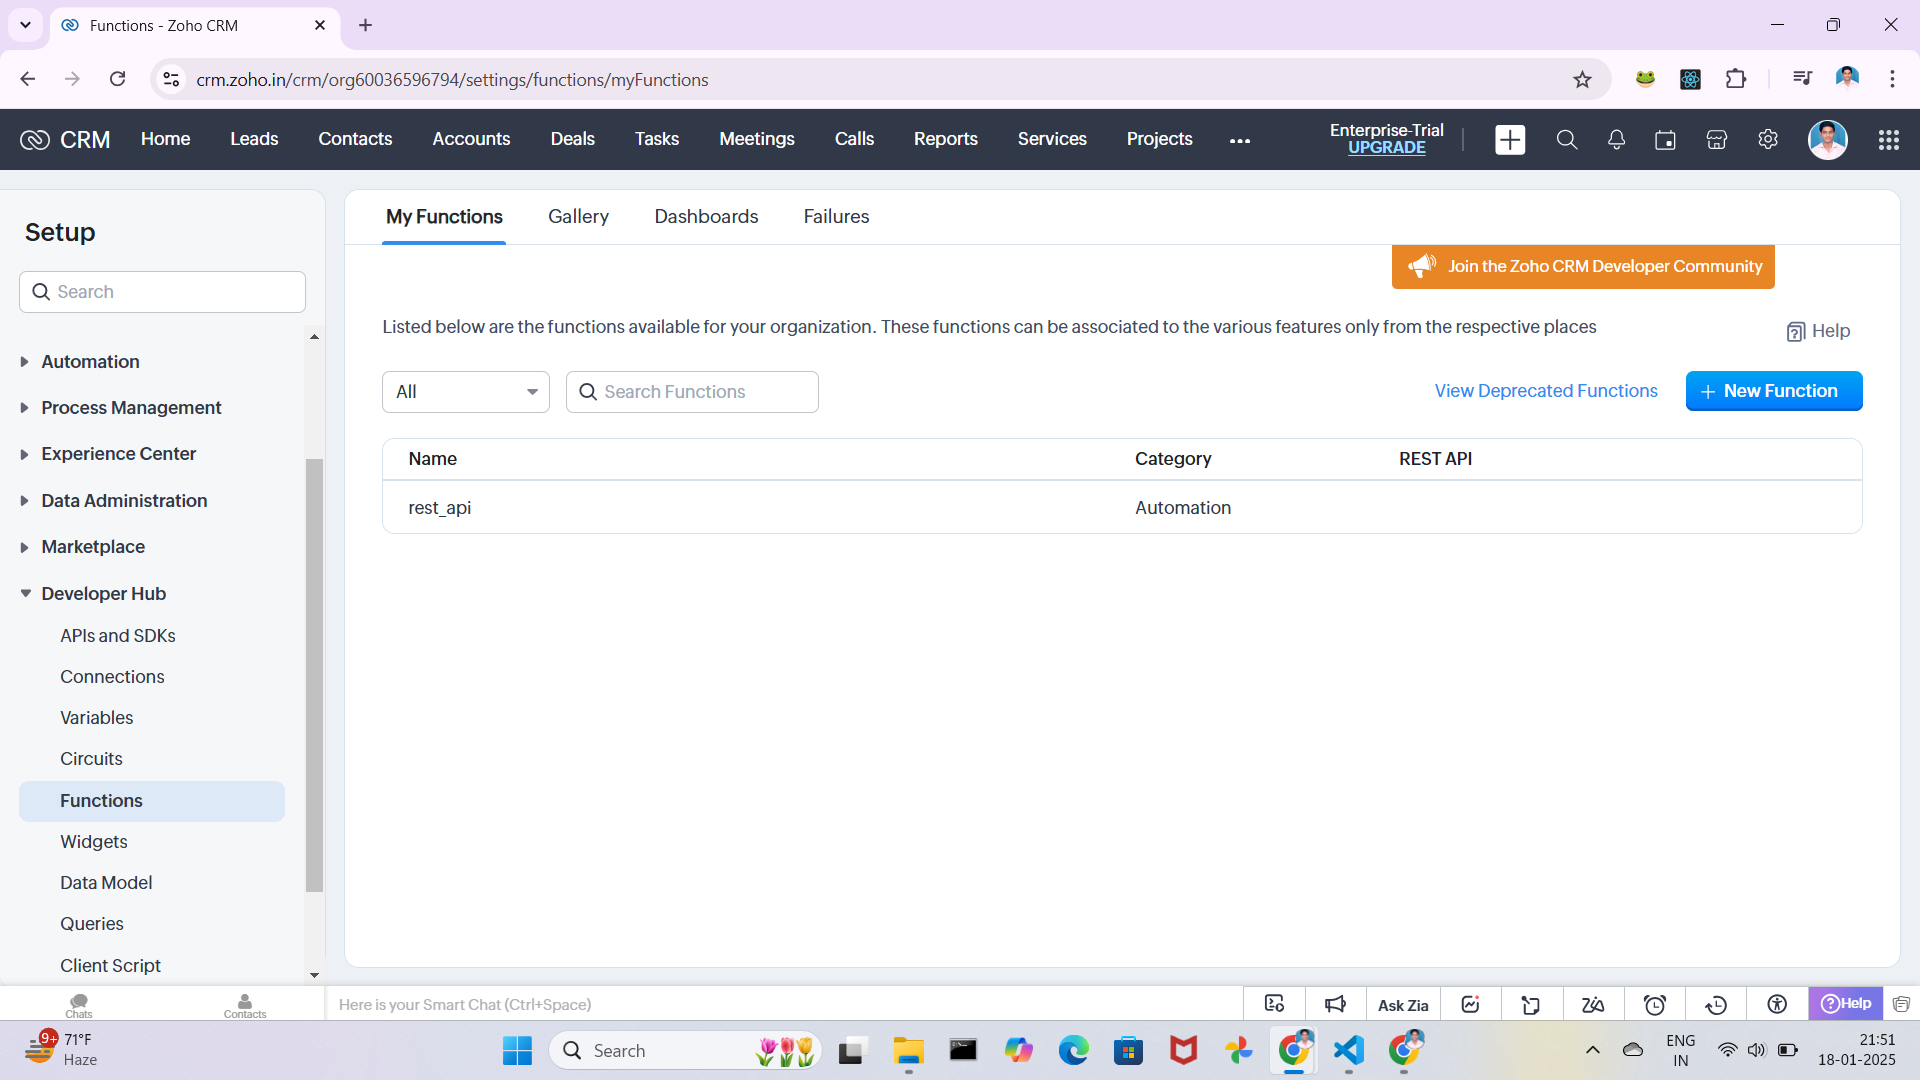 Functions - Zoho CRM
crm.zoho.in/crm/org60036596794/settings/functions/myFunctions
CRM Home Leads Contacts Accounts Deals Tasks Meetings Calls Reports Services Projects ... Enterprise-Trial
UPGRADE
Setup
Search
Automation
Process Management
Experience Center
Data Administration
Marketplace
Developer Hub
APIs and SDKs
Connections
Variables
Circuits
Functions
Widgets
Data Model
Queries
Client Script
My Functions Gallery Dashboards Failures
Join the Zoho CRM Developer Community
Listed below are the functions available for your organization. These functions can be associated to the various features only from the respective places
Help
All Search Functions View Deprecated Functions + New Function
Name Category REST API
rest_api Automation
Chats Contacts Here is your Smart Chat (Ctrl+Space) Ask Zia Help
9+ 71°F
Haze
Search
ENG
IN
21:51
18-01-2025